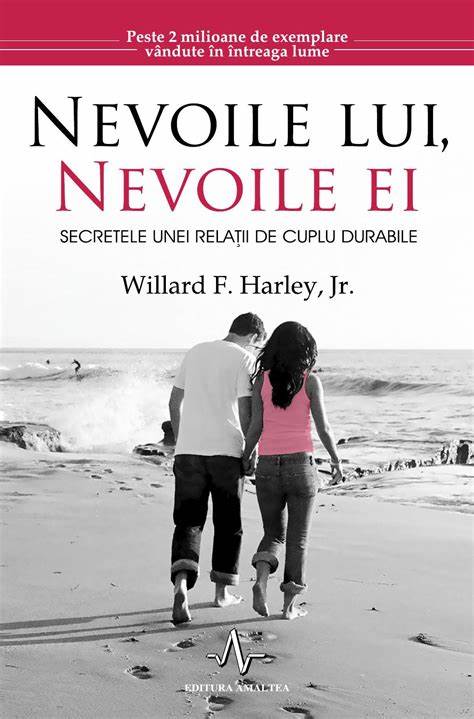 Peste 2 milioane de exemplare
vândute în întreaga lume
NEVOILE LUI,
NEVOILE EI
SECRETELE UNEI RELAȚII DE CUPLU DURABILE
Willard F. Harley, Jr.
EDITURA AMALTEA